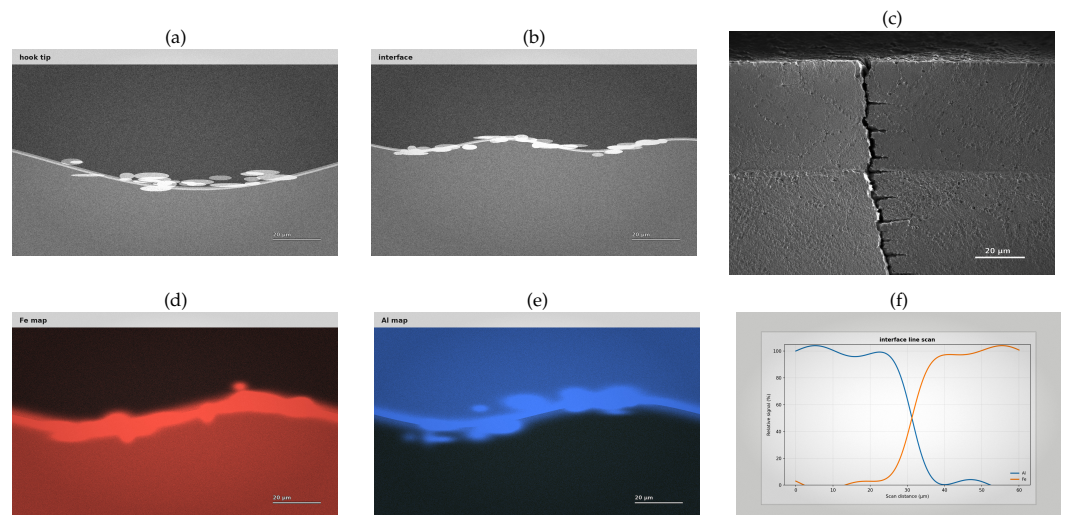 (a)
hook tip
20 μm
(b)
interface
20 μm
(c)
20 μm
(d)
Fe map
20 μm
(e)
Al map
20 μm
(f)
interface line scan
Relative signal (%)
100
80
60
40
20
0
0 10 20 30 40 50 60
Scan distance (μm)
Al
Fe